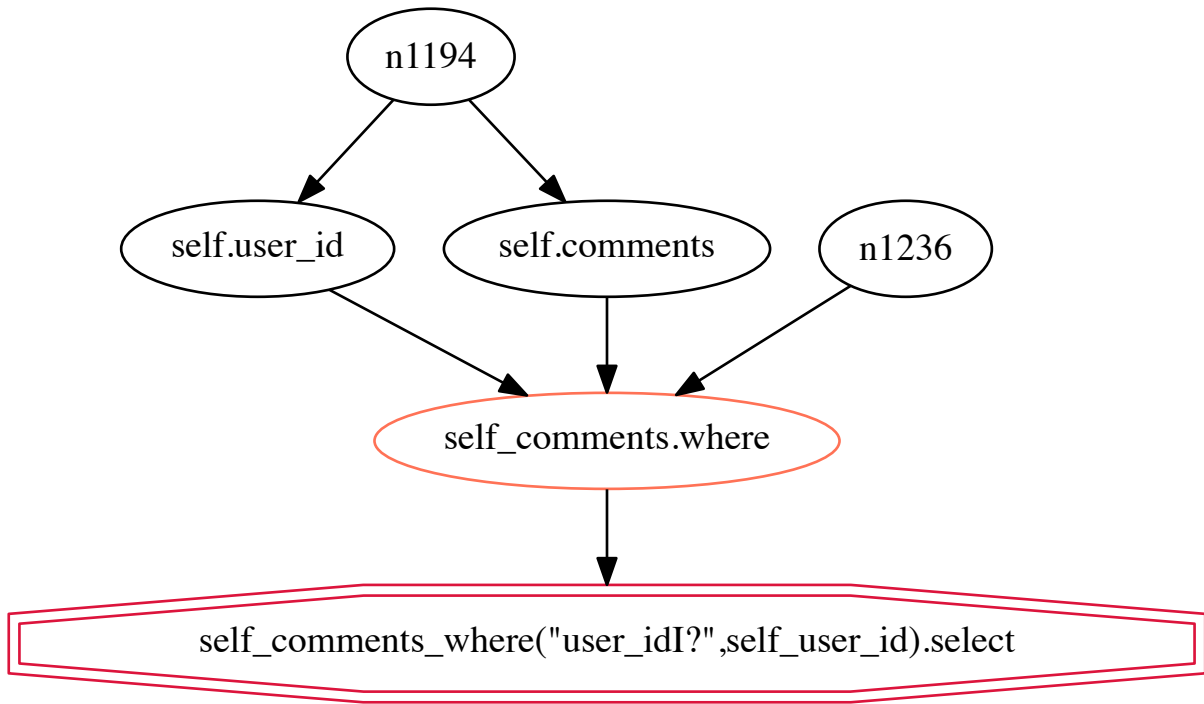 n1194
self.user_id
self.comments
n1236
self_comments.where
self_comments_where("user_idI?",self_user_id).select